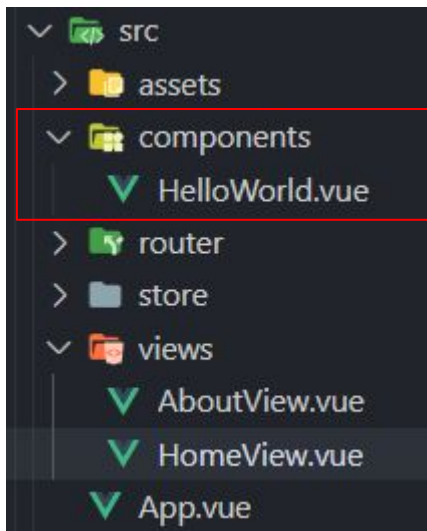 src
assets
components
HelloWorld.vue
router
store
views
AboutView.vue
HomeView.vue
App.vue